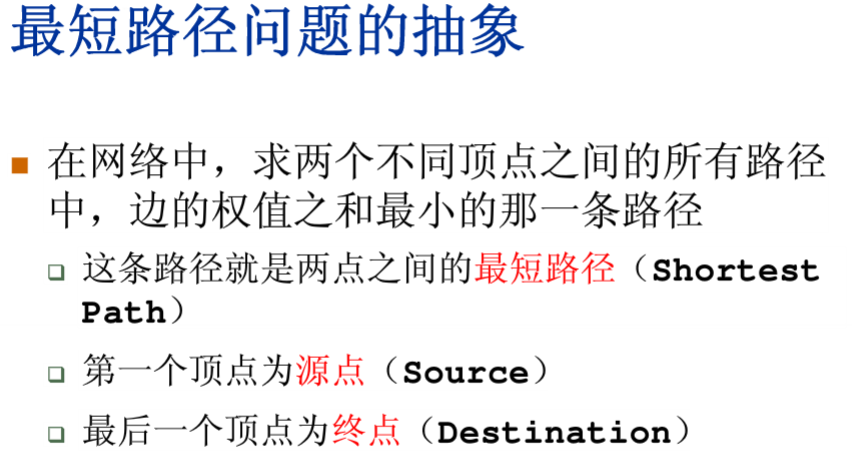 最短路径问题的抽象
在网络中，求两个不同顶点之间的所有路径
中，边的权值之和最小的那一条路径
这条路径就是两点之间的最短路径（Shortest
Path）
第一个顶点为源点（Source）
最后一个顶点为终点（Destination）